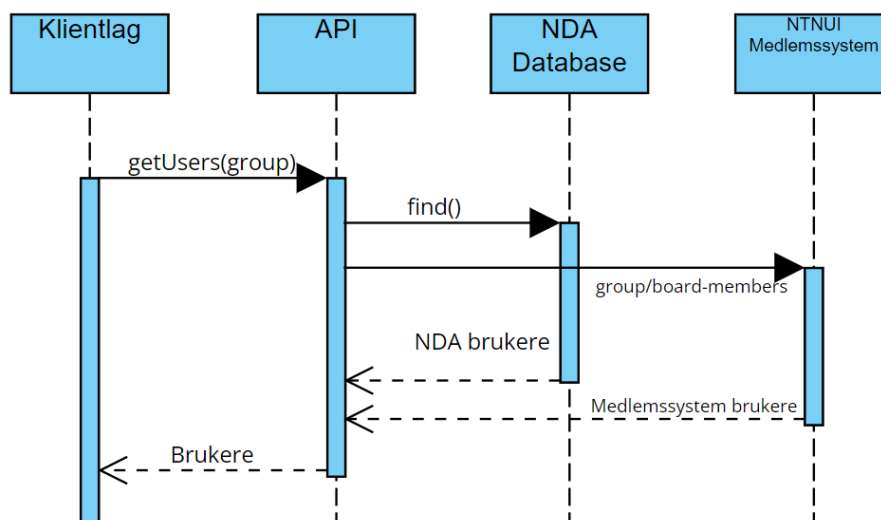 Klientlag
API
NDA
Database
NTNUI
Medlemssystem
getUsers(group)
find()
group/board-members
NDA brukere
Medlemssystem brukere
Brukere